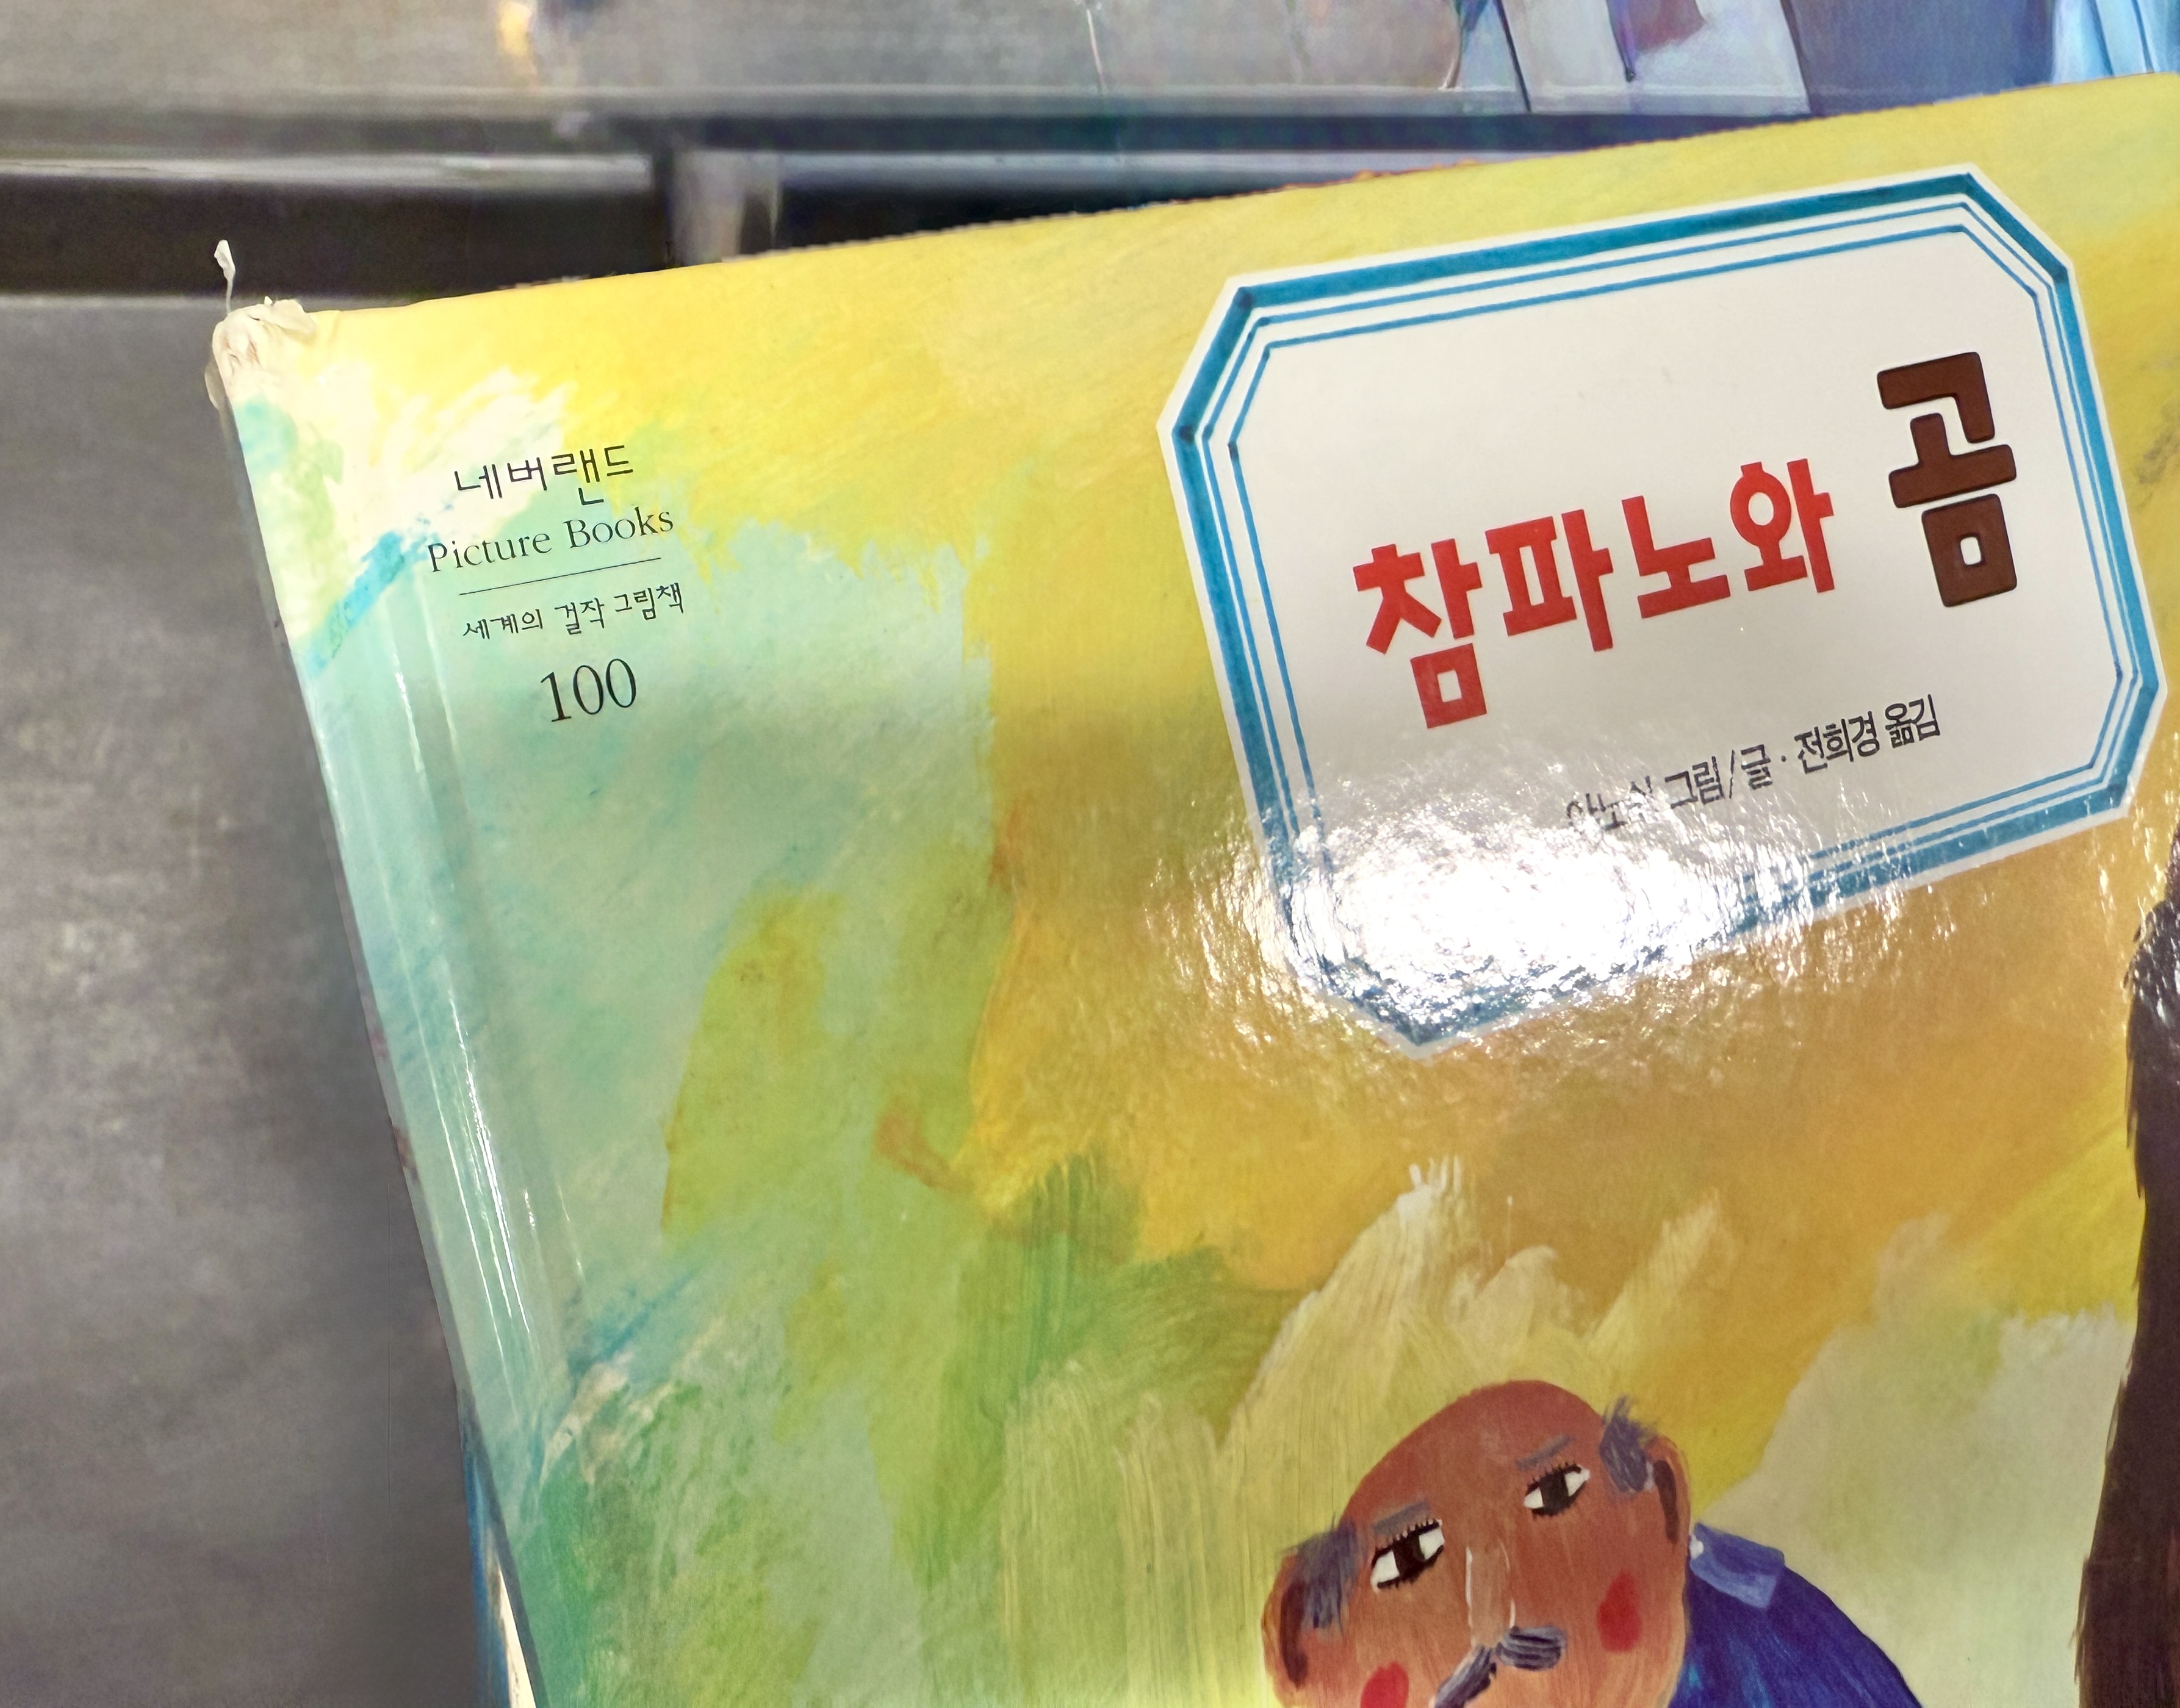 네버랜드
Picture Books
세계의 걸작 그림책
100
참파노와 곰
그림/글·전희경 옮김